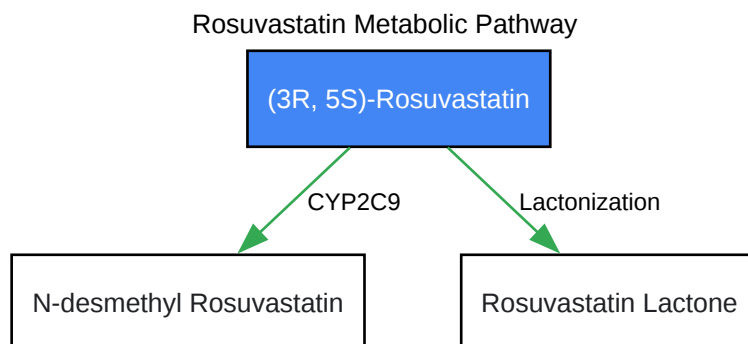 Rosuvastatin Metabolic Pathway
(3R, 5S)-Rosuvastatin
CYP2C9
Lactonization
N-desmethyl Rosuvastatin
Rosuvastatin Lactone